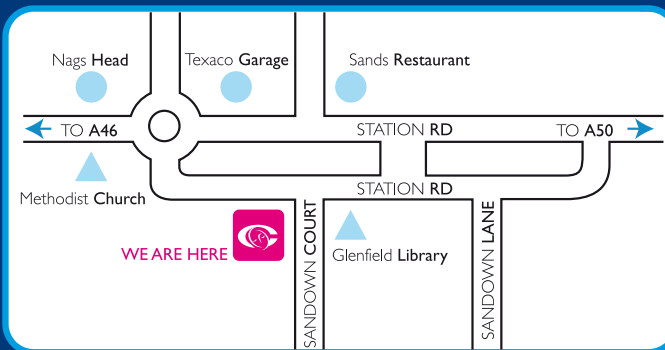 Nags Head
Texaco Garage
Sands Restaurant
TO A46
STATION RD
TO A50
Methodist Church
STATION RD
WE ARE HERE
SANDOWN COURT
Glenfield Library
SANDOWN LANE